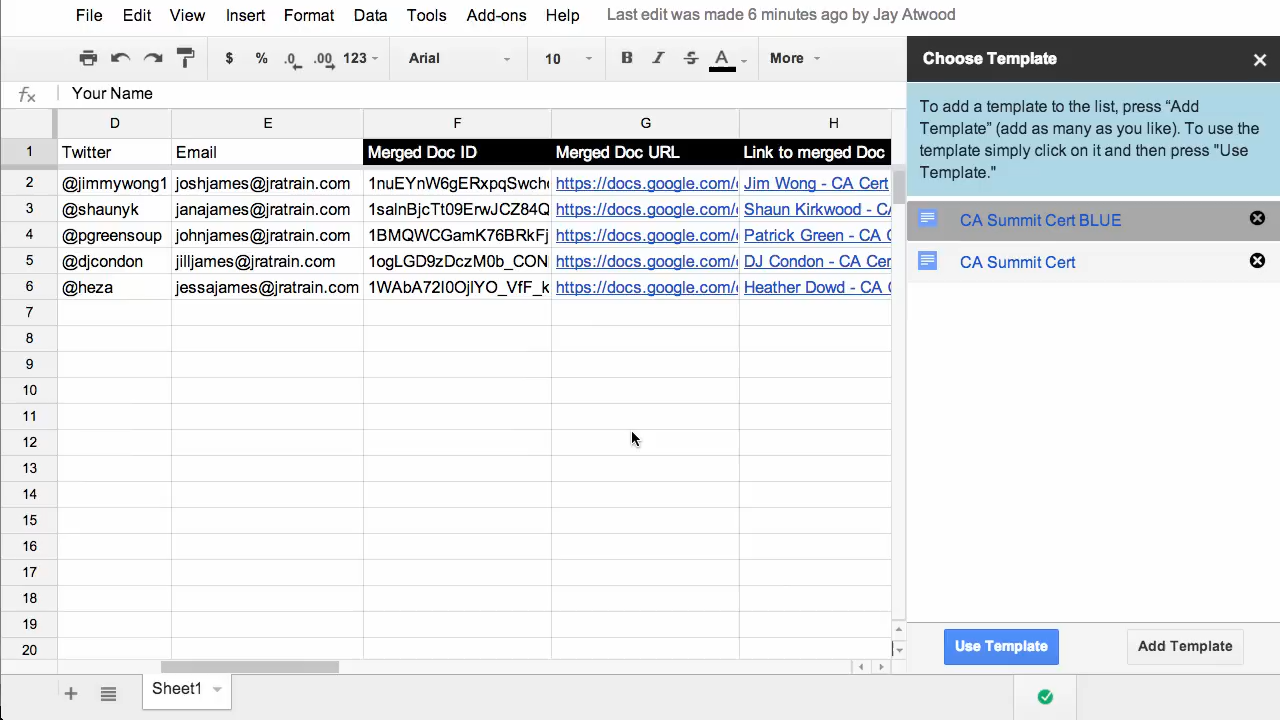 File Edit View Insert Format Data Tools Add-ons Help Last edit was made 6 minutes ago by Jay Atwood
$ % .0 .00 123 Arial 10 B I S A More
fx Your Name
D E F G H
1 Twitter Email Merged Doc ID Merged Doc URL Link to merged Doc
2 @jimmywong1 joshjames@jratrain.com 1nuEYnW6gERxpqSwch https://docs.google.com/ Jim Wong - CA Cert
3 @shaunyk janajames@jratrain.com 1salnBjcTt09ErwJCZ84Q https://docs.google.com/ Shaun Kirkwood - CA
4 @pgreensoup johnjames@jratrain.com 1BMQWCGamK76BRkFj https://docs.google.com/ Patrick Green - CA C
5 @djcondon jilljames@jratrain.com 1ogLGD9zDczM0b_CON https://docs.google.com/ DJ Condon - CA Cer
6 @heza jessajames@jratrain.com 1WAbA72I0OjlYO_VfF_k https://docs.google.com/ Heather Dowd - CA C
7
8
9
10
11
12
13
14
15
16
17
18
19
20
Sheet1
Choose Template
To add a template to the list, press “Add
Template” (add as many as you like). To use the
template simply click on it and then press "Use
Template."
CA Summit Cert BLUE
CA Summit Cert
Use Template Add Template